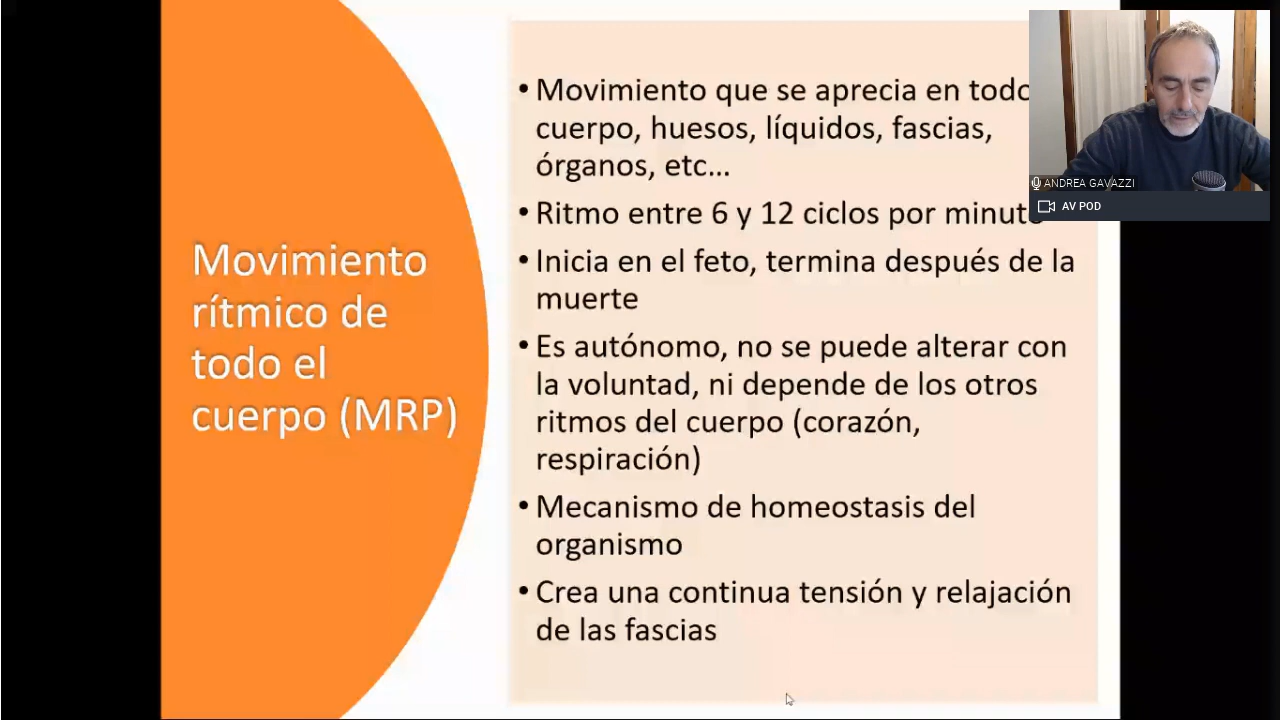 Movimiento
rítmico de
todo el
cuerpo (MRP)
• Movimiento que se aprecia en todo
cuerpo, huesos, líquidos, fascias,
órganos, etc...
• Ritmo entre 6 y 12 ciclos por minuto
• Inicia en el feto, termina después de la
muerte
• Es autónomo, no se puede alterar con
la voluntad, ni depende de los otros
ritmos del cuerpo (corazón,
respiración)
• Mecanismo de homeostasis del
organismo
• Crea una continua tensión y relajación
de las fascias
ANDREA GAVAZZI
AV POD